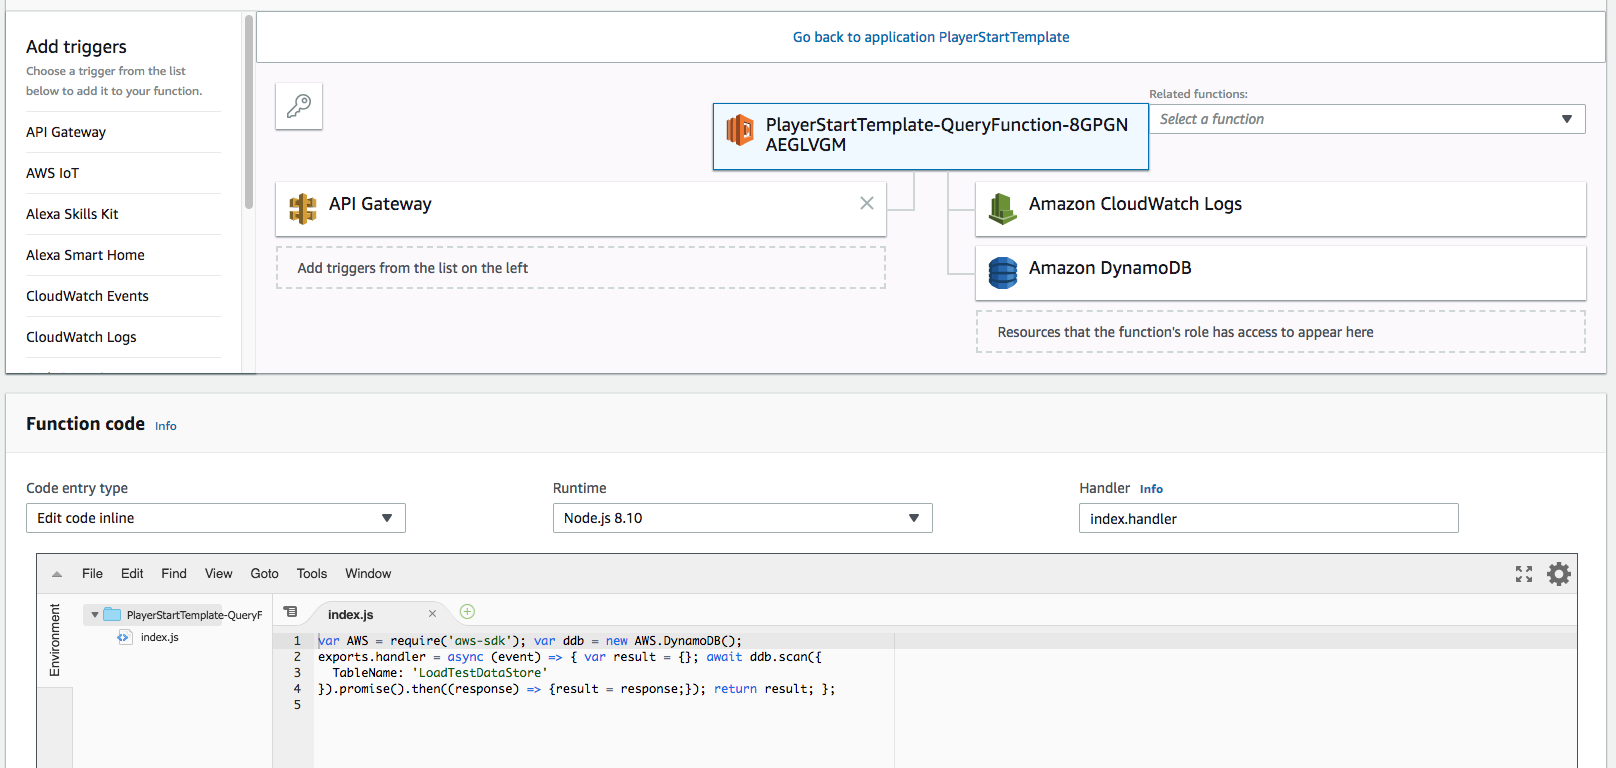 Add triggers
Choose a trigger from the list
below to add it to your function.
API Gateway
AWS IoT
Alexa Skills Kit
Alexa Smart Home
CloudWatch Events
CloudWatch Logs
Go back to application PlayerStartTemplate
Related functions:
Select a function
PlayerStartTemplate-QueryFunction-8GPGN
AEGLVGM
API Gateway
Add triggers from the list on the left
Amazon CloudWatch Logs
Amazon DynamoDB
Resources that the function's role has access to appear here
Function code Info
Code entry type
Edit code inline
Runtime
Node.js 8.10
Handler Info
index.handler
File Edit Find View Goto Tools Window
Environment
PlayerStartTemplate-QueryF
index.js
index.js
1 var AWS = require('aws-sdk'); var ddb = new AWS.DynamoDB();
2 exports.handler = async (event) => { var result = {}; await ddb.scan({
3 TableName: 'LoadTestDataStore'
4 }).promise().then((response) => {result = response;}); return result; };
5